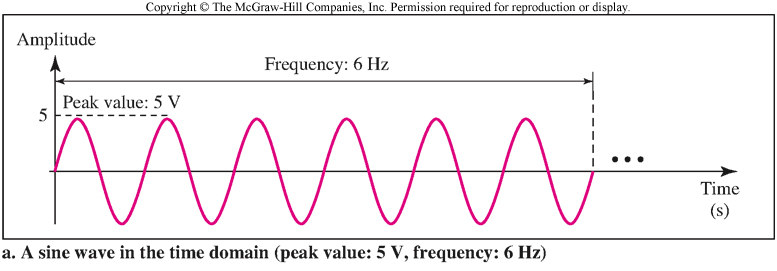 Copyright © The McGraw-Hill Companies, Inc. Permission required for reproduction or display.
Amplitude
Frequency: 6 Hz
Peak value: 5 V
5
Time
(s)
a. A sine wave in the time domain (peak value: 5 V, frequency: 6 Hz)